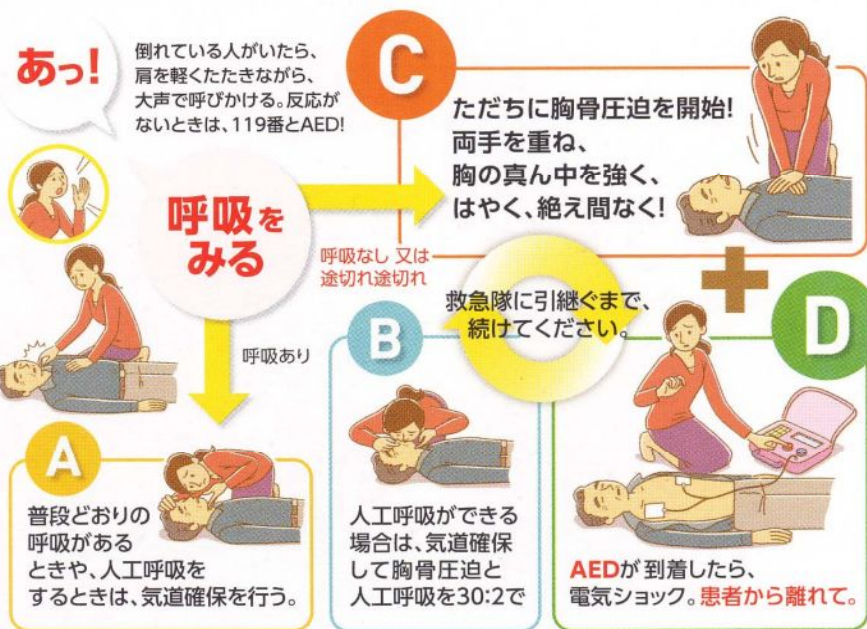 あっ!
倒れている人がいたら、
肩を軽くたたきながら、
大声で呼びかける。反応が
ないときは、119番とAED!
呼吸を
みる
呼吸なし 又は
途切れ途切れ
呼吸あり
C
ただちに胸骨圧迫を開始!
両手を重ね、
胸の真ん中を強く、
はやく、絶え間なく!
救急隊に引継ぐまで、
続けてください。
A
普段どおりの
呼吸がある
ときや、人工呼吸を
するときは、気道確保を行う。
B
人工呼吸ができる
場合は、気道確保
して胸骨圧迫と
人工呼吸を30:2で
D
AEDが到着したら、
電気ショック。患者から離れて。